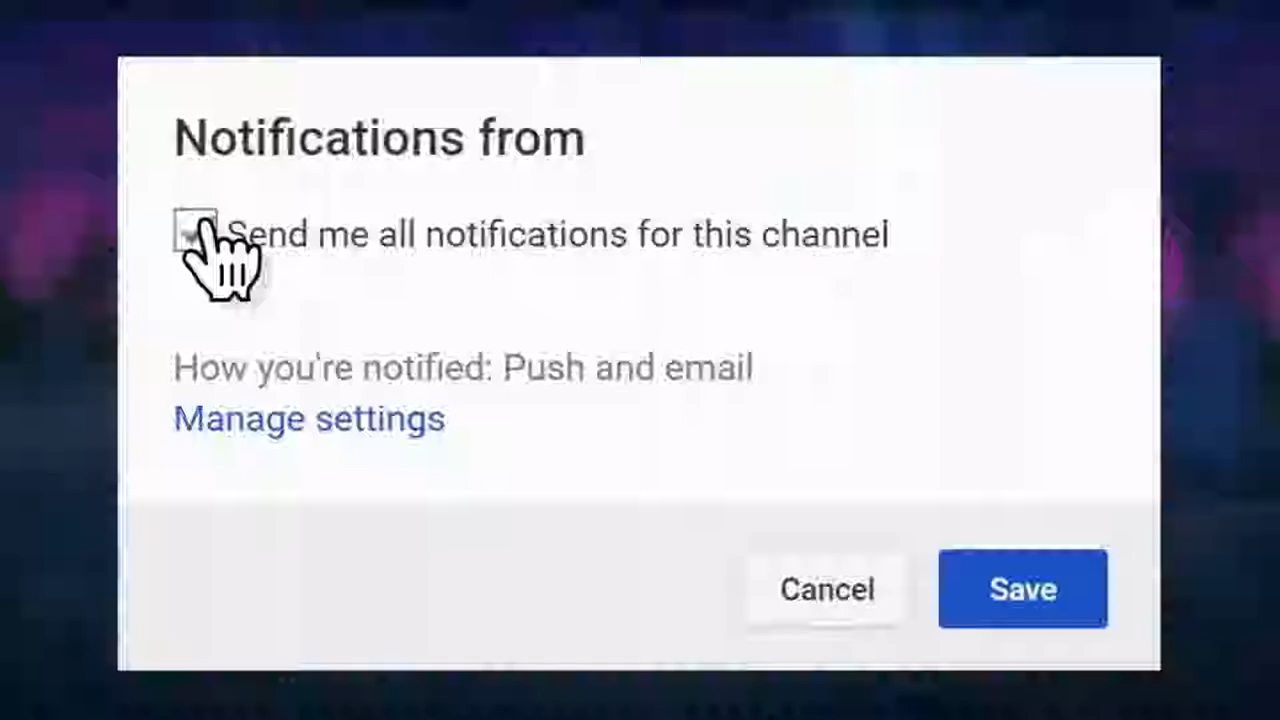 Notifications from
Send me all notifications for this channel
How you're notified: Push and email
Manage settings
Cancel
Save